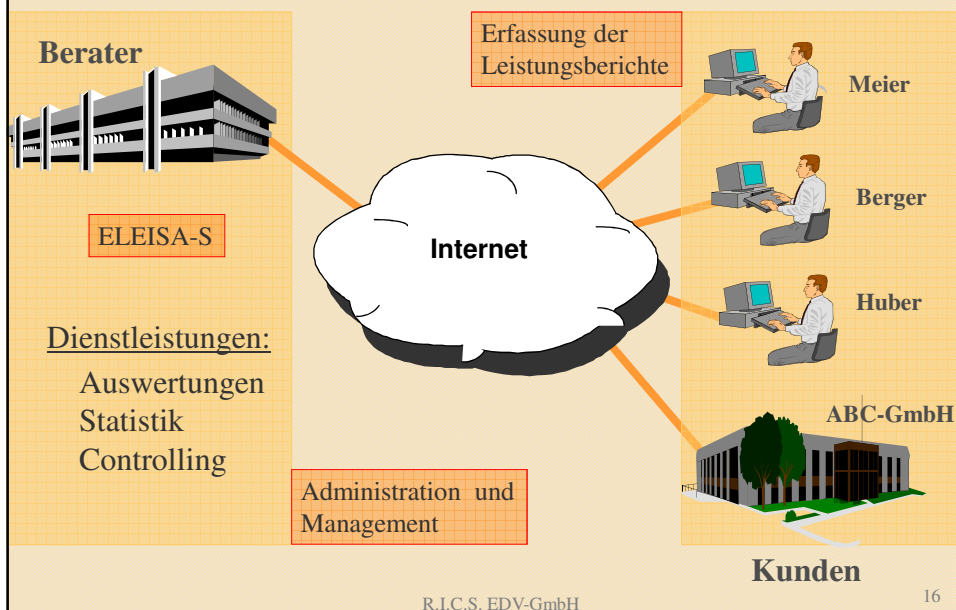 Berater
Erfassung der
Leistungsberichte
Meier
Berger
ELEISA-S
Internet
Huber
Dienstleistungen:
Auswertungen
Statistik
Controlling
ABC-GmbH
Administration und
Management
Kunden
R.I.C.S. EDV-GmbH
16